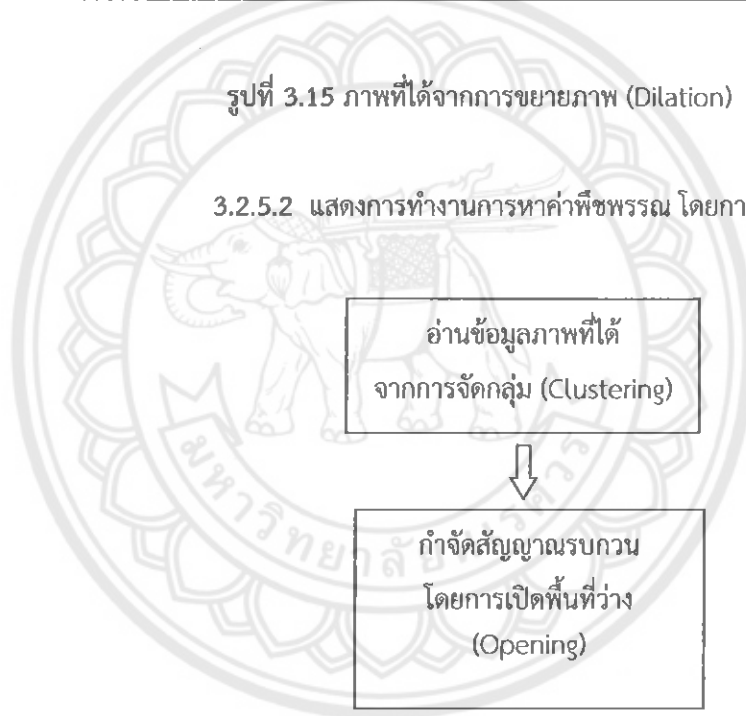 รูปที่ 3.15 ภาพที่ได้จากการขยายภาพ (Dilation)
3.2.5.2 แสดงการทำงานการหาค่าพืชพรรณ โดยกา
อ่านข้อมูลภาพที่ได้
จากการจัดกลุ่ม (Clustering)
กำจัดสัญญาณรบกวน
โดยการเปิดพื้นที่ว่าง
(Opening)